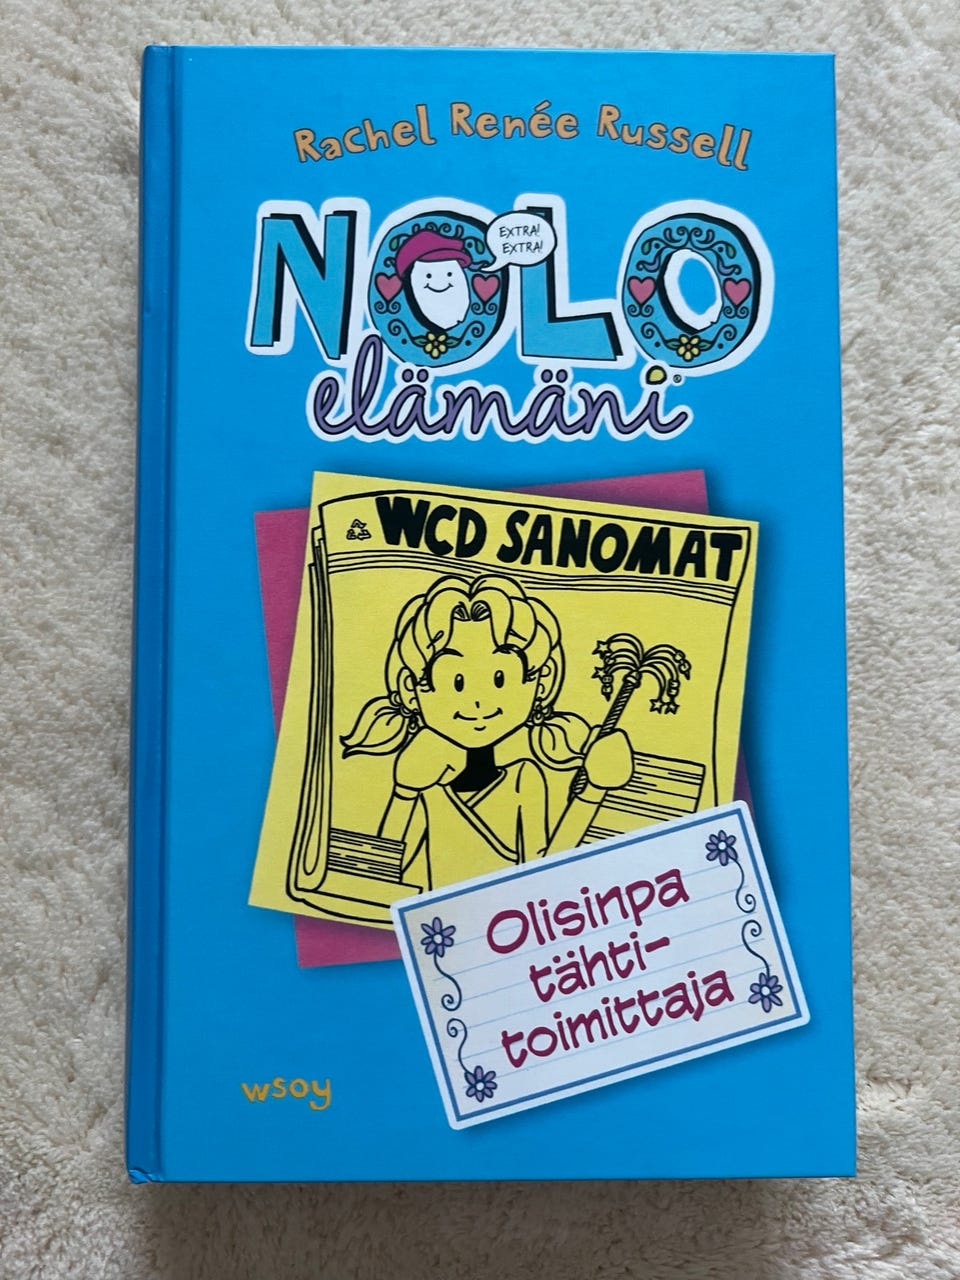 Rachel Renée Russell
NOLO
EXTRA!
EXTRA!
elämäni®
WCD SANOMAT
Olisinpa
tähti-
toimittaja
wsoy